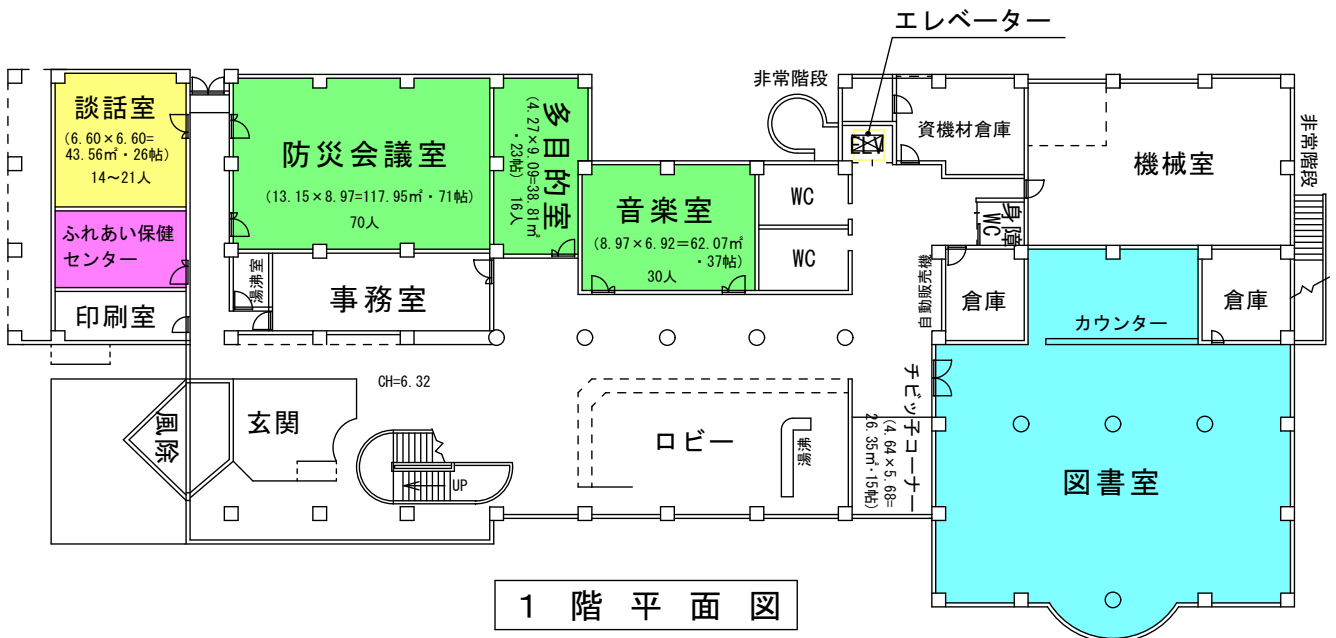 エレベーター
非常階段
談話室
(6.60×6.60=
43.56㎡・26帖)
14~21人
防災会議室
(13.15×8.97=117.95㎡・71帖)
70人
多目的室
(4.27×9.09=38.81㎡
・23帖)
16人
資機材倉庫
機械室
非常階段
音楽室
(8.97×6.92=62.07㎡
・37帖)
30人
WC
WC
身障
WC
ふれあい保健
センター
湯沸室
事務室
印刷室
自動販売機
倉庫
カウンター
倉庫
CH=6.32
風除
玄関
UP
ロビー
湯沸
チビッ子コーナー
(4.64×5.68=
26.35㎡・15帖)
図書室
1階平面図